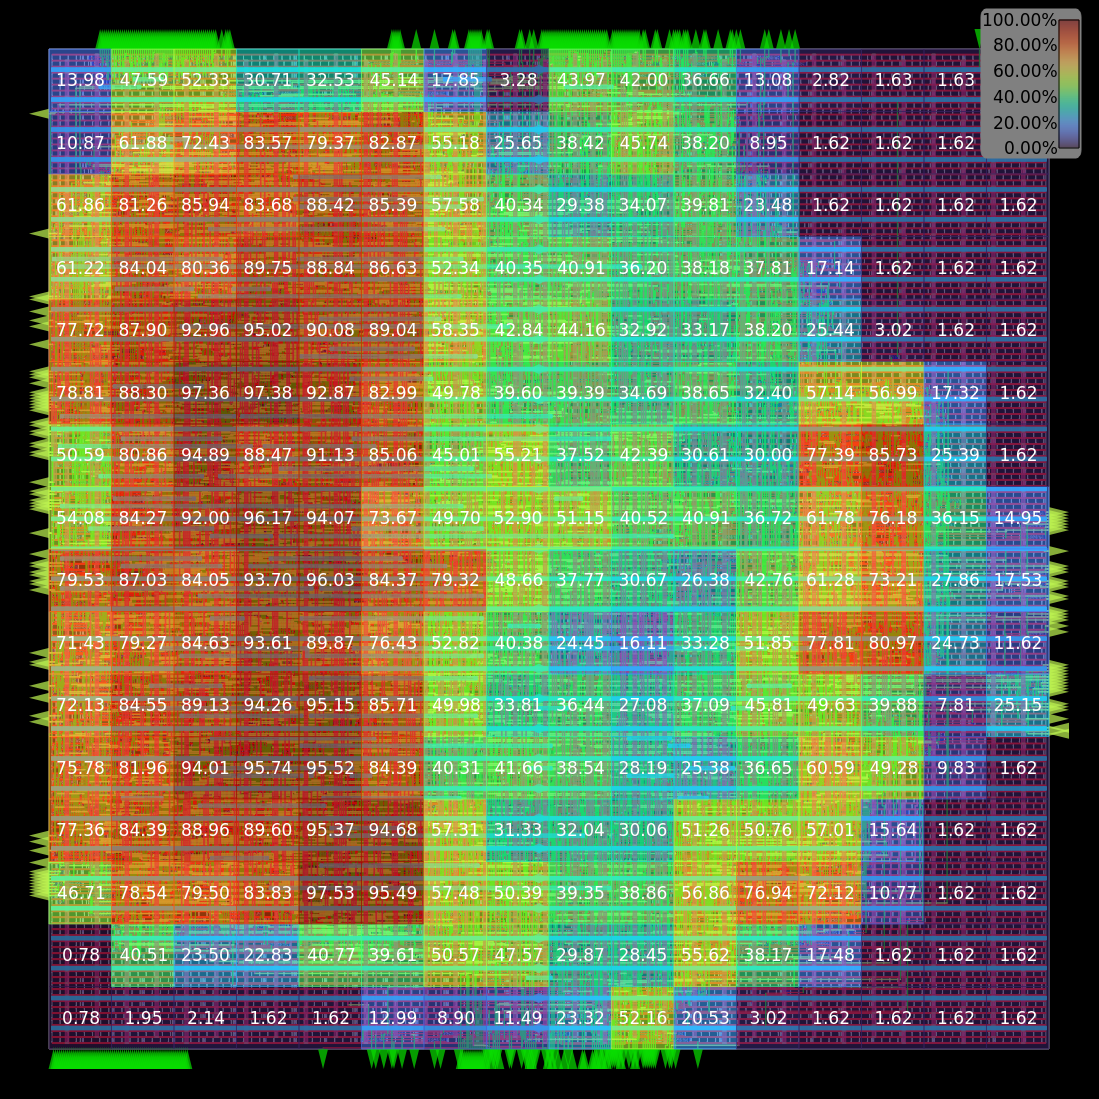 100.00%
80.00%
60.00%
40.00%
20.00%
0.00%
13.98 47.59 52.33 30.71 32.53 45.14 17.85 3.28 43.97 42.00 36.66 13.08 2.82 1.63 1.63
10.87 61.88 72.43 83.57 79.37 82.87 55.18 25.65 38.42 45.74 38.20 8.95 1.62 1.62 1.62
61.86 81.26 85.94 83.68 88.42 85.39 57.58 40.34 29.38 34.07 39.81 23.48 1.62 1.62 1.62 1.62
61.22 84.04 80.36 89.75 88.84 86.63 52.34 40.35 40.91 36.20 38.18 37.81 17.14 1.62 1.62 1.62
77.72 87.90 92.96 95.02 90.08 89.04 58.35 42.84 44.16 32.92 33.17 38.20 25.44 3.02 1.62 1.62
78.81 88.30 97.36 97.38 92.87 82.99 49.78 39.60 39.39 34.69 38.65 32.40 57.14 56.99 17.32 1.62
50.59 80.86 94.89 88.47 91.13 85.06 45.01 55.21 37.52 42.39 30.61 30.00 77.39 85.73 25.39 1.62
54.08 84.27 92.00 96.17 94.07 73.67 49.70 52.90 51.15 40.52 40.91 36.72 61.78 76.18 36.15 14.95
79.53 87.03 84.05 93.70 96.03 84.37 79.32 48.66 37.77 30.67 26.38 42.76 61.28 73.21 27.86 17.53
71.43 79.27 84.63 93.61 89.87 76.43 52.82 40.38 24.45 16.11 33.28 51.85 77.81 80.97 24.73 11.62
72.13 84.55 89.13 94.26 95.15 85.71 49.98 33.81 36.44 27.08 37.09 45.81 49.63 39.88 7.81 25.15
75.78 81.96 94.01 95.74 95.52 84.39 40.31 41.66 38.54 28.19 25.38 36.65 60.59 49.28 9.83 1.62
77.36 84.39 88.96 89.60 95.37 94.68 57.31 31.33 32.04 30.06 51.26 50.76 57.01 15.64 1.62 1.62
46.71 78.54 79.50 83.83 97.53 95.49 57.48 50.39 39.35 38.86 56.86 76.94 72.12 10.77 1.62 1.62
0.78 40.51 23.50 22.83 40.77 39.61 50.57 47.57 29.87 28.45 55.62 38.17 17.48 1.62 1.62 1.62
0.78 1.95 2.14 1.62 1.62 12.99 8.90 11.49 23.32 52.16 20.53 3.02 1.62 1.62 1.62 1.62